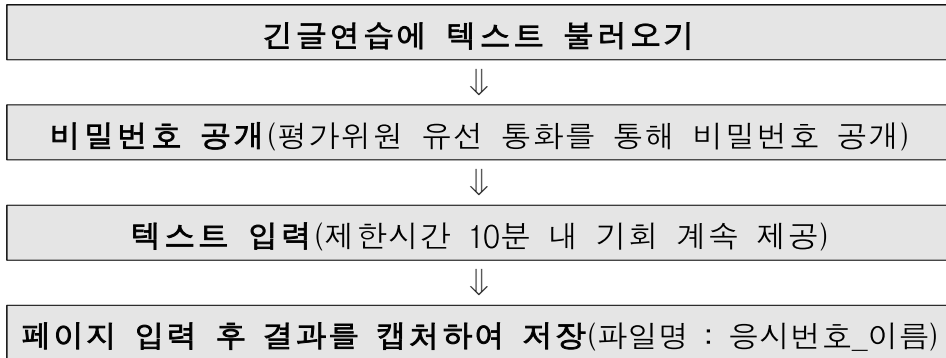 긴글연습에 텍스트 불러오기
⇓
비밀번호 공개(평가위원 유선 통화를 통해 비밀번호 공개)
⇓
텍스트 입력(제한시간 10분 내 기회 계속 제공)
⇓
페이지 입력 후 결과를 캡처하여 저장(파일명 : 응시번호_이름)